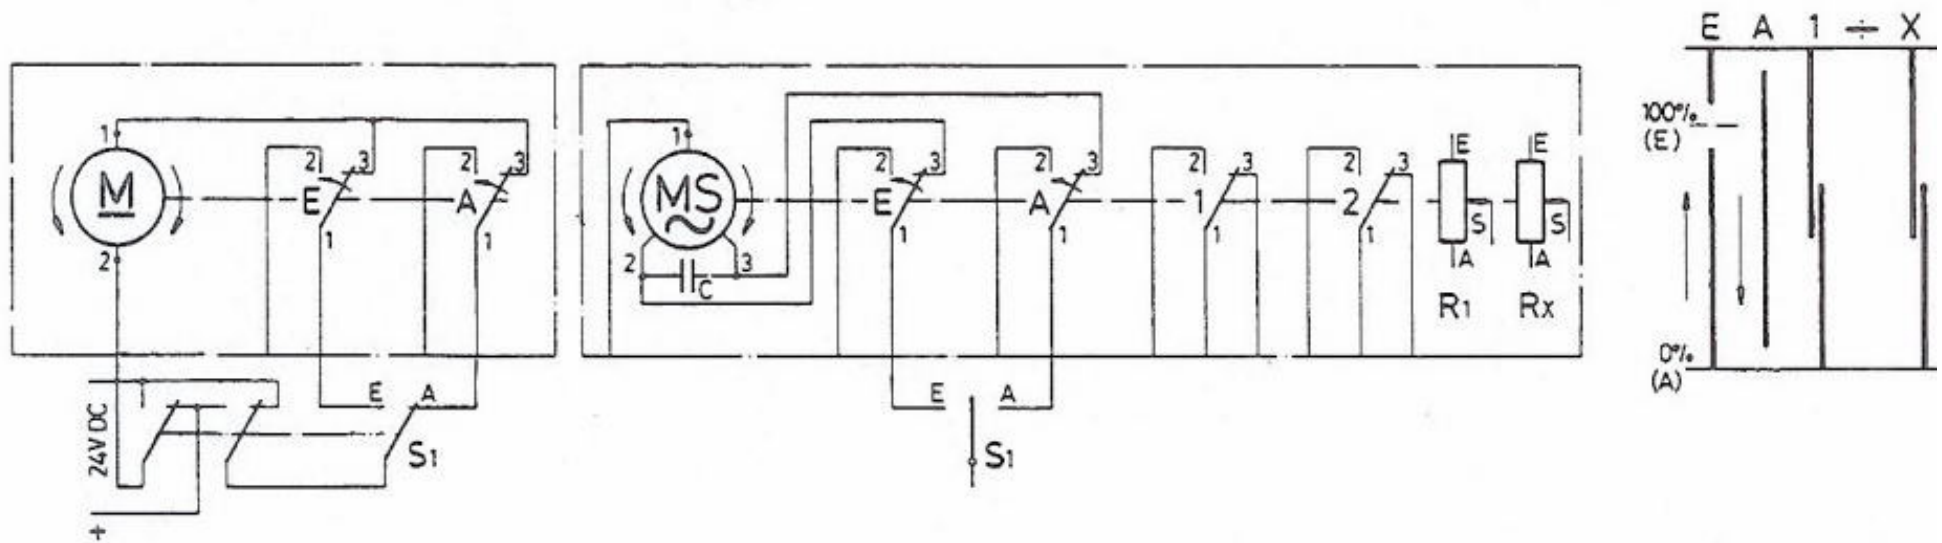 E A 1 ÷ X
1 2 3 2 3 1 2 3 2 3 2 3 2 3 E E
100%
(E)
M E A MS E A 1 2 S S
1 1 1 1 1 1
2 2 3 A A
C R1 Rx
0%
(A)
E A E A
24V DC S1 S1
+